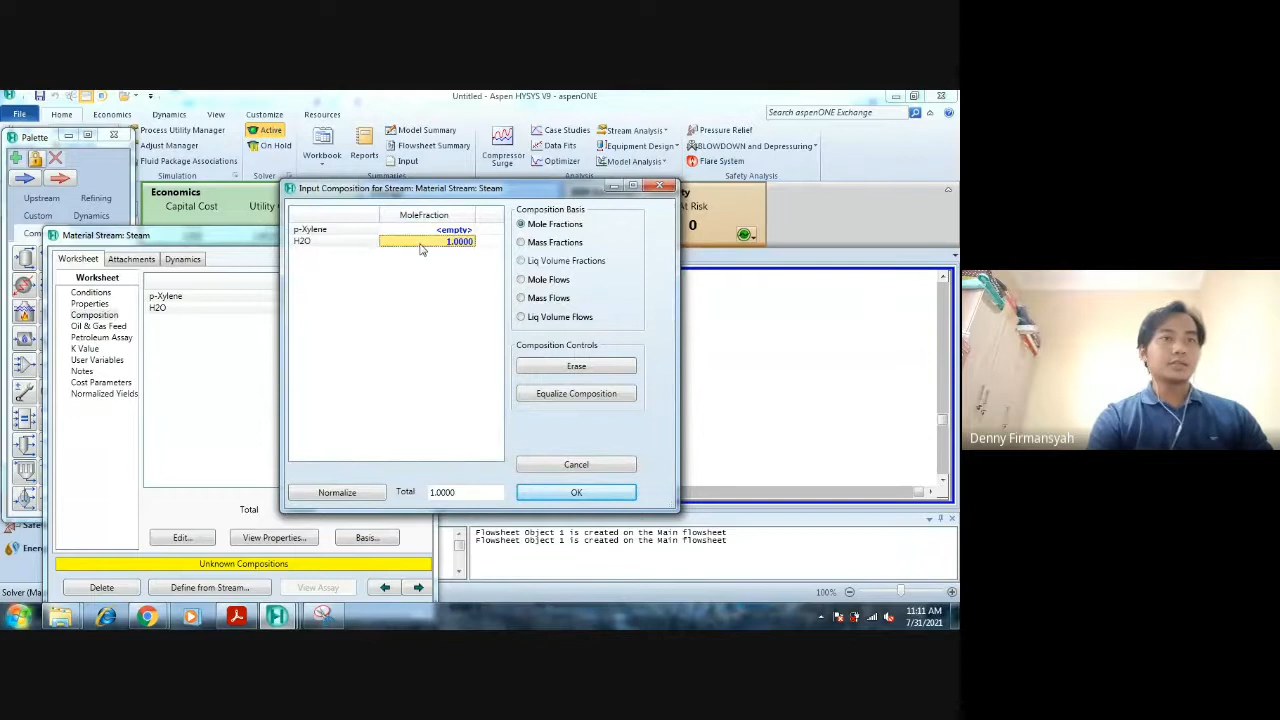 Untitled - Aspen HYSYS V9 - aspenONE
File Home Economics Dynamics View Customize Resources
Search aspenONE Exchange
Palette
Process Utility Manager
Adjust Manager
Fluid Package Associations
Active
On Hold
Workbook
Reports
Model Summary
Flowsheet Summary
Input
Summaries
Compressor Surge
Case Studies
Data Fits
Optimizer
Stream Analysis
Equipment Design
Model Analysis
Pressure Relief
BLOWDOWN and Depressuring
Flare System
Safety Analysis
Upstream Refining
Custom Dynamics
Economics
Capital Cost
At Risk
0
Material Stream: Steam
Worksheet Attachments Dynamics
Worksheet
Conditions
Properties
Composition
Oil & Gas Feed
Petroleum Assay
K Value
User Variables
Notes
Cost Parameters
Normalized Yields
p-Xylene
H2O
Total
Edit...
View Properties...
Basis...
Unknown Compositions
Delete
Define from Stream...
View Assay
Input Composition for Stream: Material Stream: Steam
MoleFraction
p-Xylene <empty>
H2O 1.0000
Normalize
Total 1.0000
Composition Basis
Mole Fractions
Mass Fractions
Liq Volume Fractions
Mole Flows
Mass Flows
Liq Volume Flows
Composition Controls
Erase
Equalize Composition
Cancel
OK
Flowsheet Object 1 is created on the Main flowsheet
Flowsheet Object 1 is created on the Main flowsheet
100%
11:11 AM
7/31/2021
Denny Firmansyah